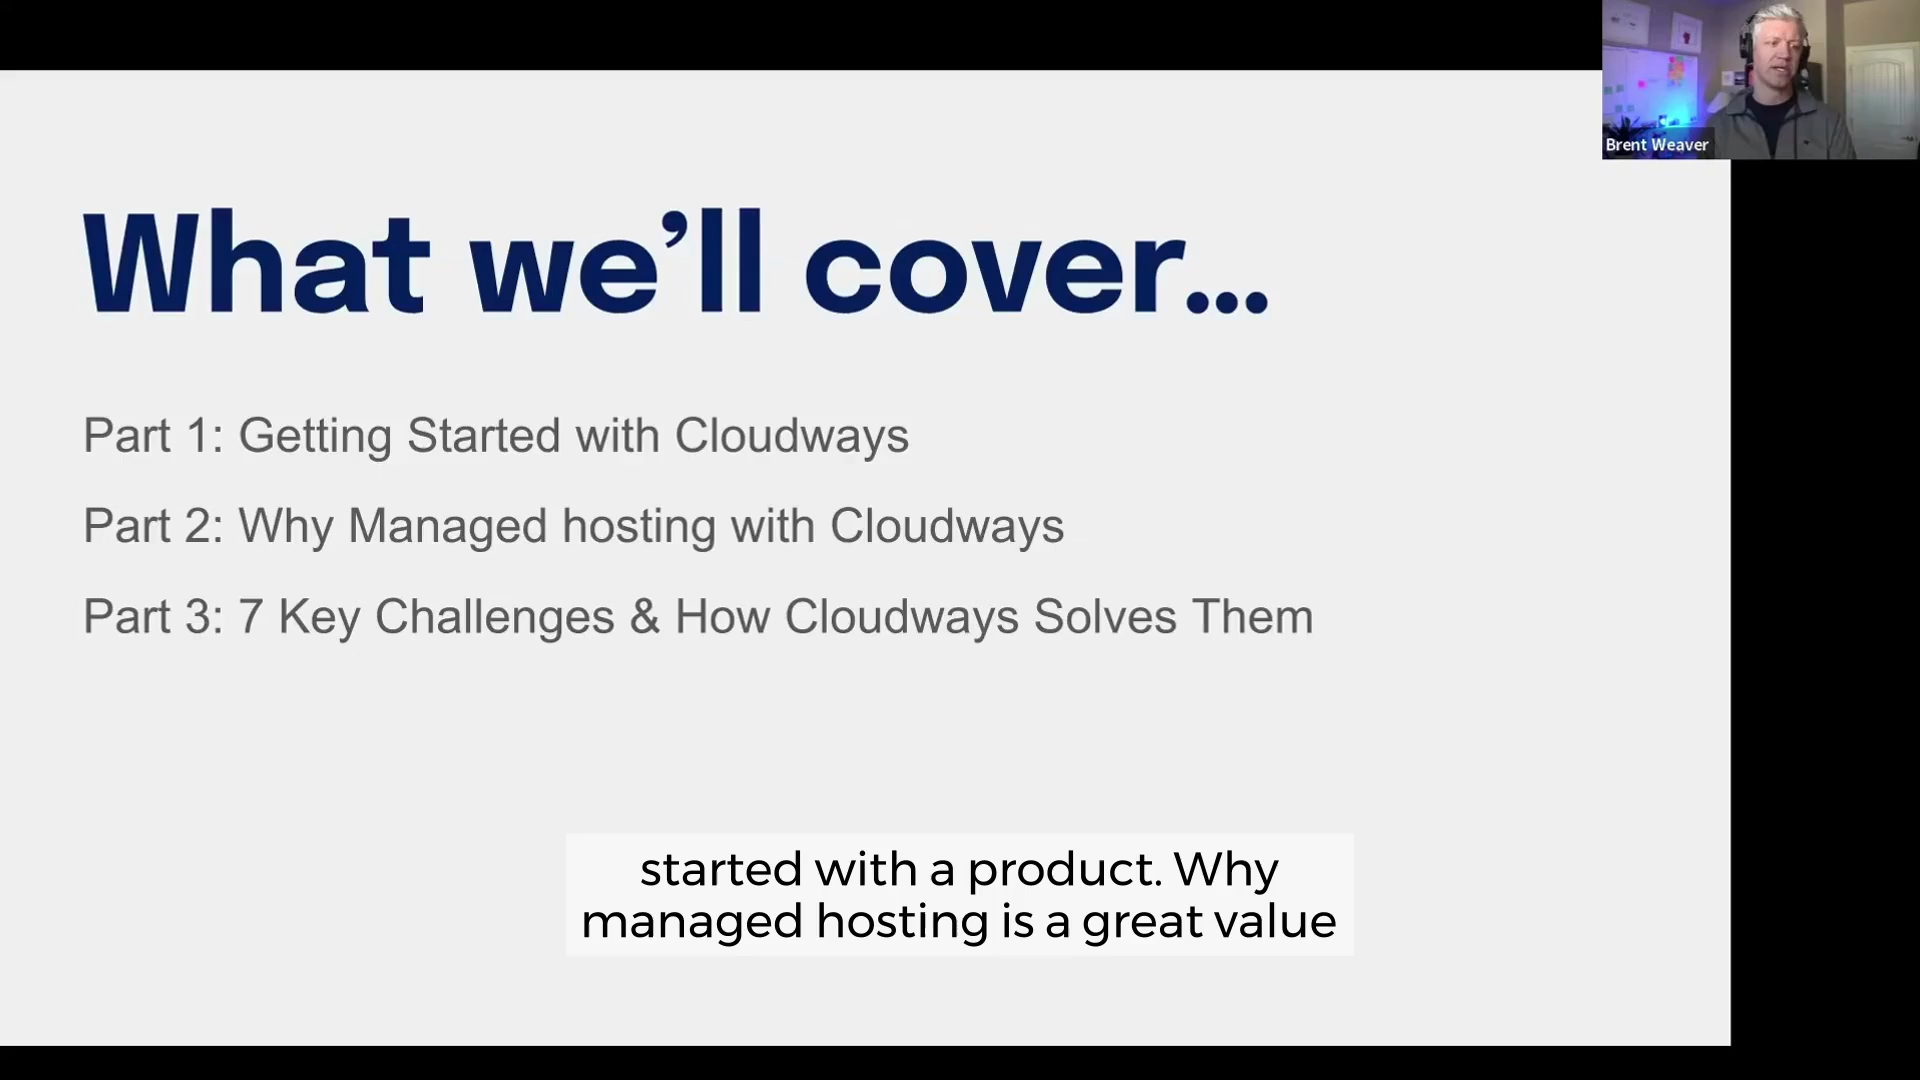 Brent Weaver
What we’ll cover...
Part 1: Getting Started with Cloudways
Part 2: Why Managed hosting with Cloudways
Part 3: 7 Key Challenges & How Cloudways Solves Them
started with a product. Why
managed hosting is a great value